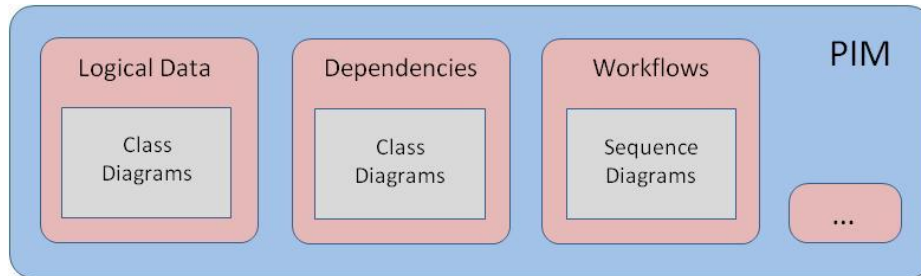 PIM
Logical Data
Class
Diagrams
Dependencies
Class
Diagrams
Workflows
Sequence
Diagrams
...